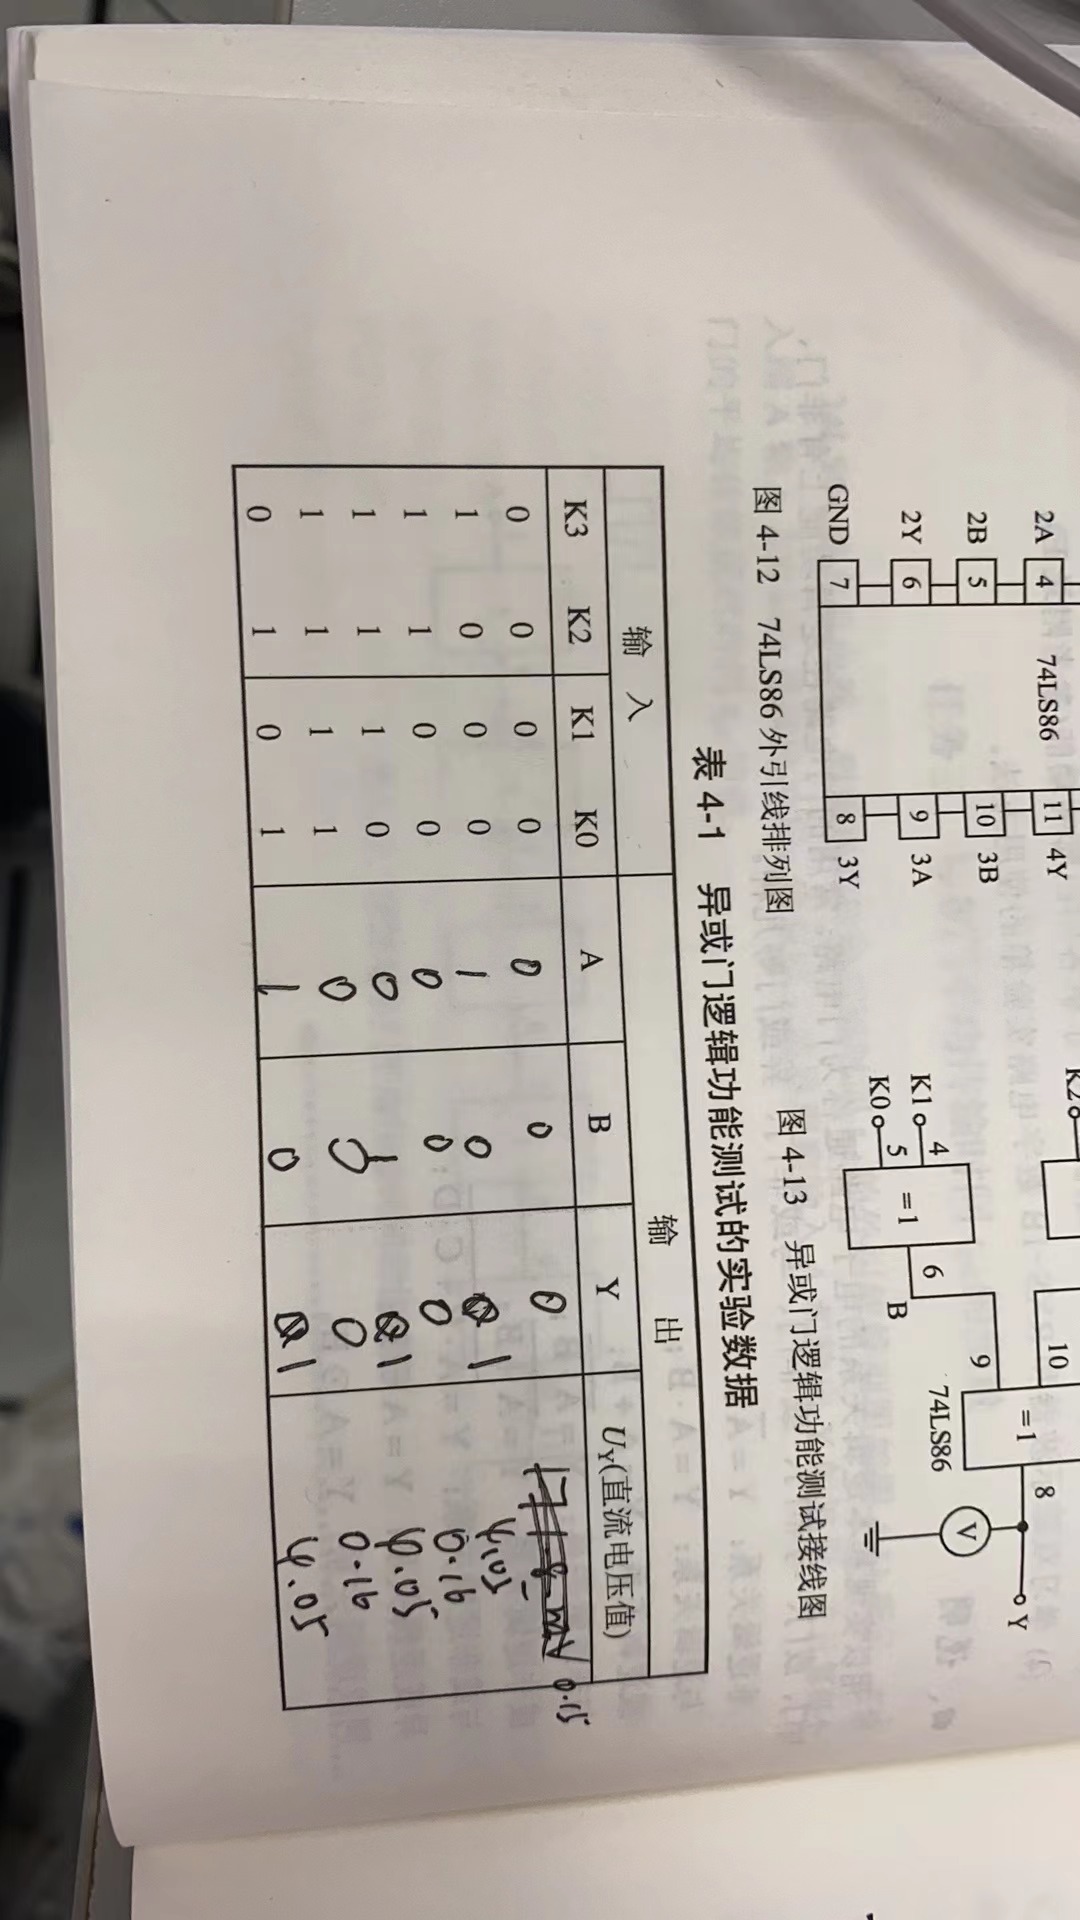 2A 4 74LS86 11 4Y
2B 5 10 3B
2Y 6 9 3A
GND 7 8 3Y
K2 10 =1 8 Y
K1 4 =1 6 9 V
K0 5 B 74LS86
图 4-12 74LS86 外引线排列图 图 4-13 异或门逻辑功能测试接线图
表 4-1 异或门逻辑功能测试的实验数据
输 入 输 出
K3 K2 K1 K0 A B Y UY(直流电压值)
0 0 0 0 0 0 0 0.15
1 0 0 0 1 0 1 4.05
1 1 0 0 0 0 0 0.16
1 1 1 0 0 1 1 4.05
1 1 1 1 0 0 0 0.16
0 1 0 1 1 0 1 4.05